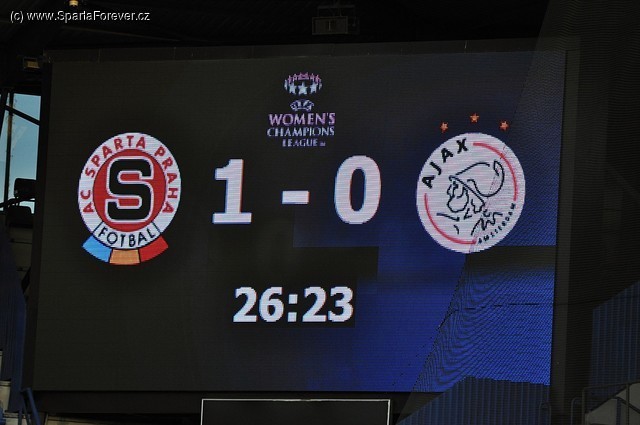 (c) www.SpartaForever.cz
WOMEN'S
CHAMPIONS
LEAGUE
AC SPARTA PRAHA
S
FOTBAL
1 - 0
AJAX
AMSTERDAM
26:23